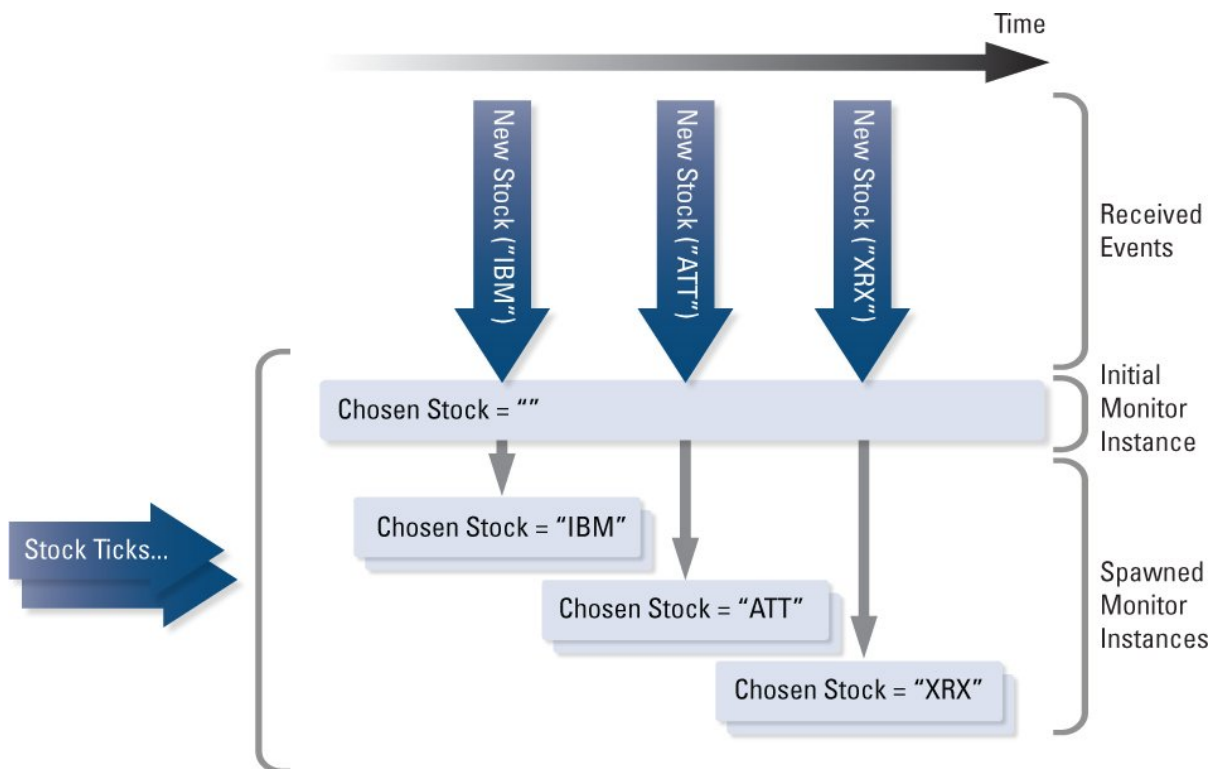 Time
New Stock ("IBM")
New Stock ("ATT")
New Stock ("XRX")
Received
Events
Initial
Monitor
Instance
Chosen Stock = “”
Stock Ticks...
Chosen Stock = “IBM”
Chosen Stock = “ATT”
Chosen Stock = “XRX”
Spawned
Monitor
Instances